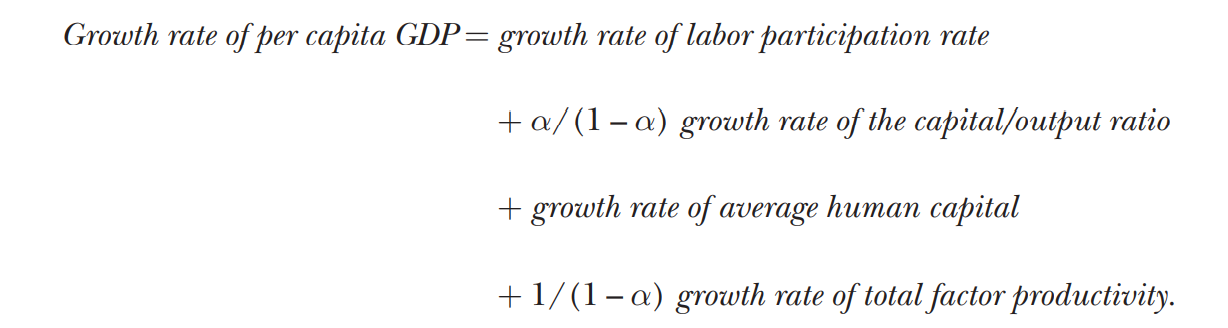 Growth rate of per capita GDP = growth rate of labor participation rate
+ α/(1 – α) growth rate of the capital/output ratio
+ growth rate of average human capital
+ 1/(1 – α) growth rate of total factor productivity.